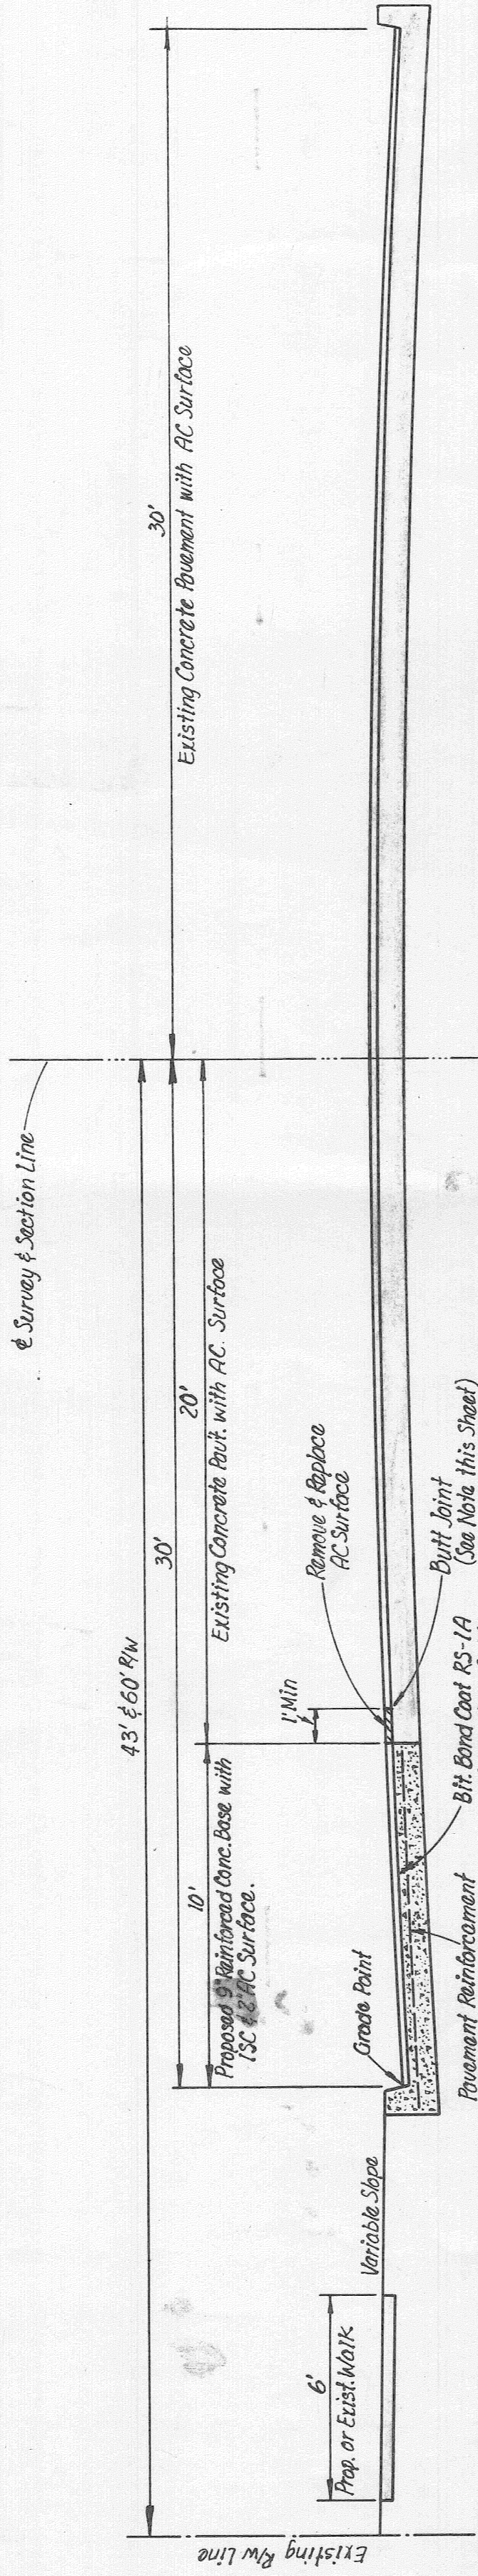 ℄ Survey & Section Line
43' & 60' R/W
30'
30'
Existing Concrete Pavement with AC Surface
20'
Existing Concrete Pav't. with A.C. Surface
10'
Proposed 9" Reinforced Conc. Base with
ISC & 2" AC Surface.
1' Min
Remove & Replace
AC Surface
Grade Point
Butt Joint
(See Note this Sheet)
Bit. Bond Coat RS-1A
Pavement Reinforcement
Variable Slope
6'
Prop. or Exist. Walk
Existing R/W Line